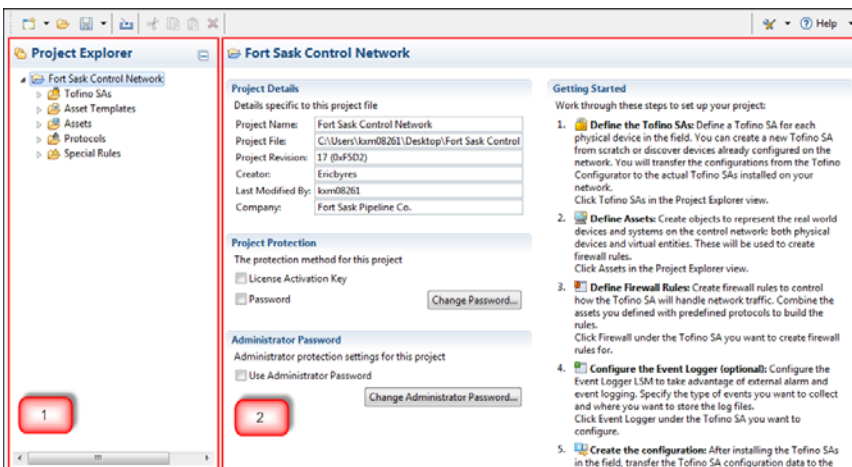 Help
Project Explorer
Fort Sask Control Network
Tofino SAs
Asset Templates
Assets
Protocols
Special Rules
1
Fort Sask Control Network
Project Details
Details specific to this project file
Project Name: Fort Sask Control Network
Project File: C:\Users\kxm08261\Desktop\Fort Sask Control
Project Revision: 17 (0xF5D2)
Creator: Ericbyres
Last Modified By: kxm08261
Company: Fort Sask Pipeline Co.
Project Protection
The protection method for this project
License Activation Key
Password
Change Password...
Administrator Password
Administrator protection settings for this project
Use Administrator Password
Change Administrator Password...
2
Getting Started
Work through these steps to set up your project:
1. Define the Tofino SAs: Define a Tofino SA for each
physical device in the field. You can create a new Tofino SA
from scratch or discover devices already configured on the
network. You will transfer the configurations from the Tofino
Configurator to the actual Tofino SAs installed on your
network.
Click Tofino SAs in the Project Explorer view.
2. Define Assets: Create objects to represent the real world
devices and systems on the control network: both physical
devices and virtual entities. These will be used to create
firewall rules.
Click Assets in the Project Explorer view.
3. Define Firewall Rules: Create firewall rules to control
how the Tofino SA will handle network traffic. Combine the
assets you defined with predefined protocols to build the
rules.
Click Firewall under the Tofino SA you want to create firewall
rules for.
4. Configure the Event Logger (optional): Configure the
Event Logger LSM to take advantage of external alarm and
event logging. Specify the type of events you want to collect
and where you want to store the log files.
Click Event Logger under the Tofino SA you want to
configure.
5. Create the configuration: After installing the Tofino SAs
in the field, transfer the Tofino SA configuration data to the